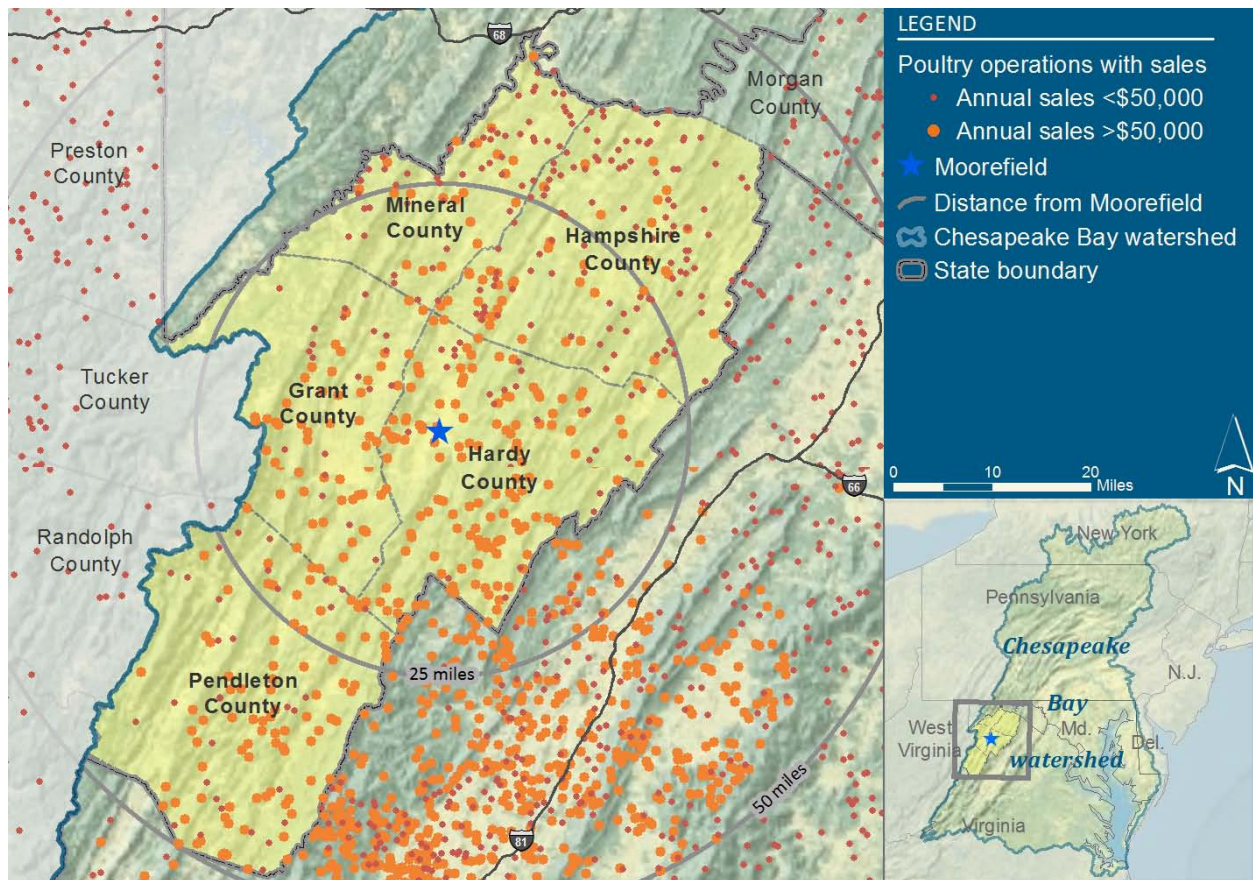 68
Morgan
County
Preston
County
Mineral
County
Hampshire
County
Tucker
County
Grant
County
Hardy
County
66
Randolph
County
25 miles
Pendleton
County
50 miles
81
LEGEND
Poultry operations with sales
Annual sales <$50,000
Annual sales >$50,000
Moorefield
Distance from Moorefield
Chesapeake Bay watershed
State boundary
0 10 20
Miles
N
New York
Pennsylvania
Chesapeake
N.J.
Bay
West
Virginia
Md.
Del.
watershed
Virginia